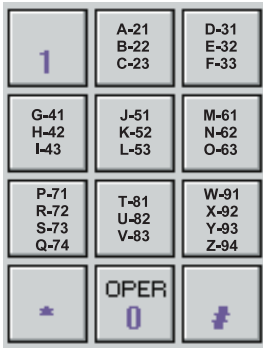 1
A-21
B-22
C-23
D-31
E-32
F-33
G-41
H-42
I-43
J-51
K-52
L-53
M-61
N-62
O-63
P-71
R-72
S-73
Q-74
T-81
U-82
V-83
W-91
X-92
Y-93
Z-94
*
OPER
0
#